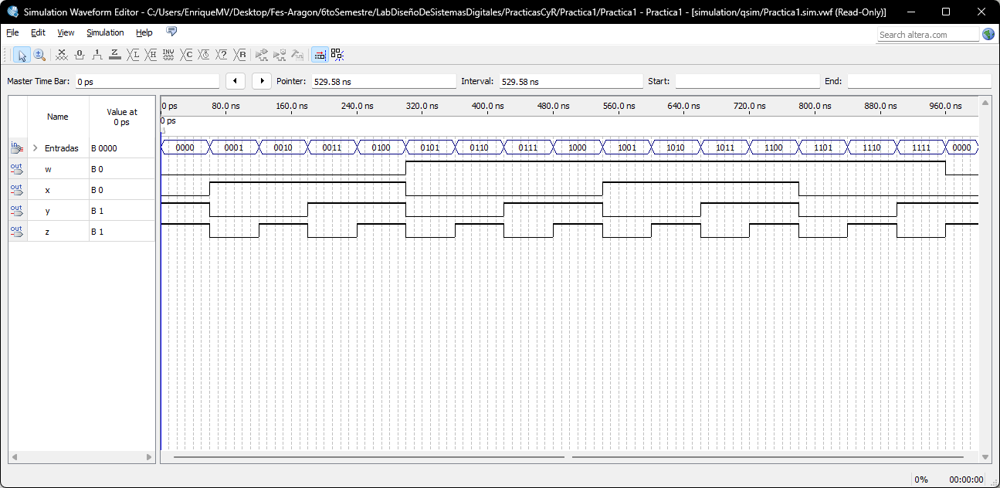 Simulation Waveform Editor - C:/Users/EnriqueMV/Desktop/Fes-Aragon/6toSemestre/LabDiseñoDeSistemasDigitales/PracticasCyR/Practica1/Practica1 - Practica1 - [simulation/qsim/Practica1.sim.vwf (Read-Only)]
File Edit View Simulation Help Search altera.com
Master Time Bar: 0 ps Pointer: 529.58 ns Interval: 529.58 ns Start: End:
Name Value at 0 ps
0 ps 80.0 ns 160.0 ns 240.0 ns 320.0 ns 400.0 ns 480.0 ns 560.0 ns 640.0 ns 720.0 ns 800.0 ns 880.0 ns 960.0 ns
0 ps
in Entradas B 0000 0000 0001 0010 0011 0100 0101 0110 0111 1000 1001 1010 1011 1100 1101 1110 1111 0000
out w B 0
out x B 0
out y B 1
out z B 1
0% 00:00:00